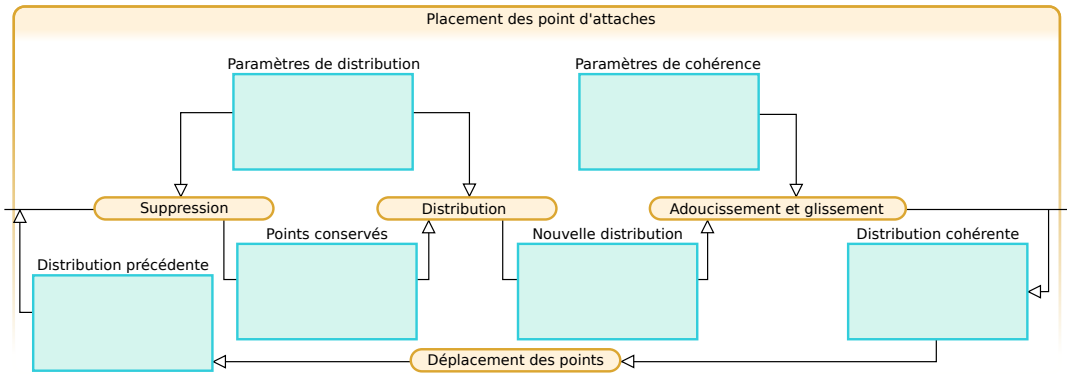 Placement des point d'attaches
Paramètres de distribution
Paramètres de cohérence
Suppression
Distribution
Adoucissement et glissement
Points conservés
Nouvelle distribution
Distribution cohérente
Distribution précédente
Déplacement des points